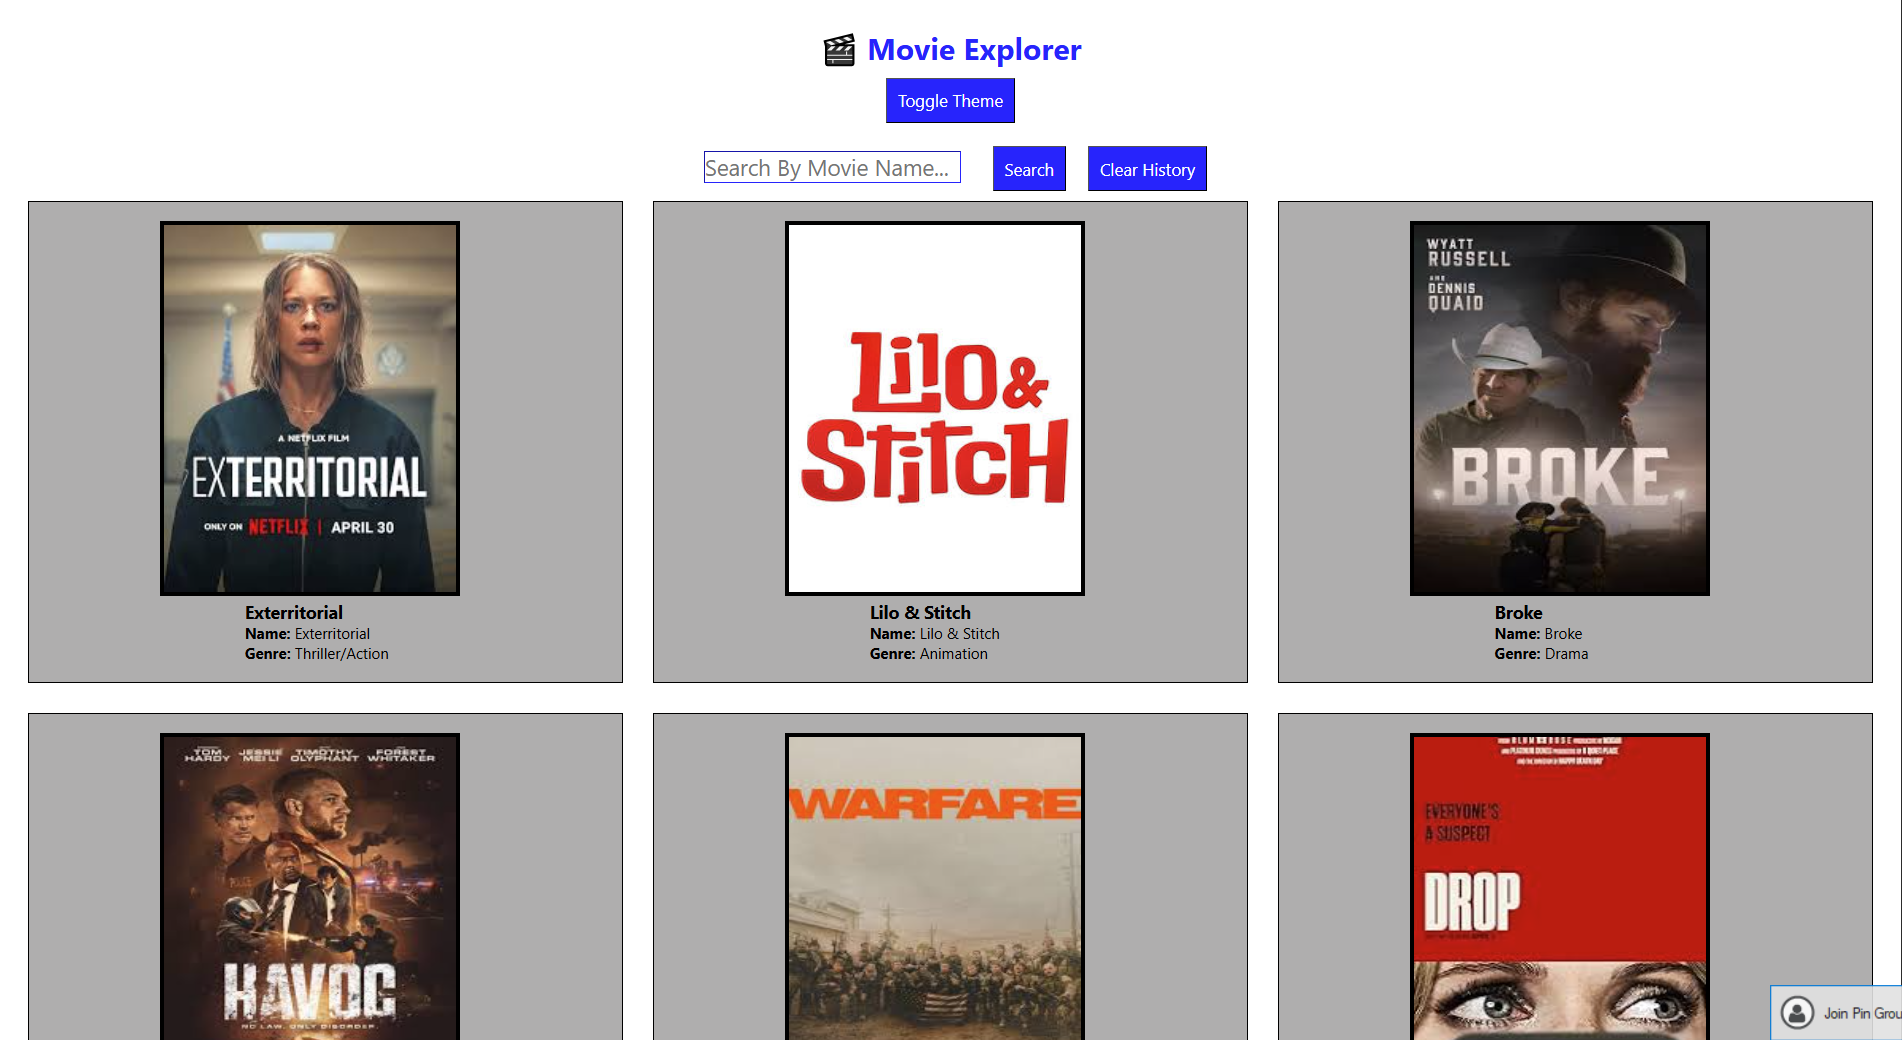 Movie Explorer
Toggle Theme
Search By Movie Name...
Search
Clear History
A NETFLIX FILM
EXTERRITORIAL
ONLY ON NETFLIX | APRIL 30
Exterritorial
Name: Exterritorial
Genre: Thriller/Action
LiLO &
STiTCH
Lilo & Stitch
Name: Lilo & Stitch
Genre: Animation
WYATT
RUSSELL
AND
DENNIS
QUAID
BROKE
Broke
Name: Broke
Genre: Drama
TOM HARDY JESSIE MEI LI TIMOTHY OLYPHANT FOREST WHITAKER
HAVOC
NO LAW. ONLY DISORDER.
WARFARE
EVERYONE'S
A SUSPECT
DROP
Join Pin Grou